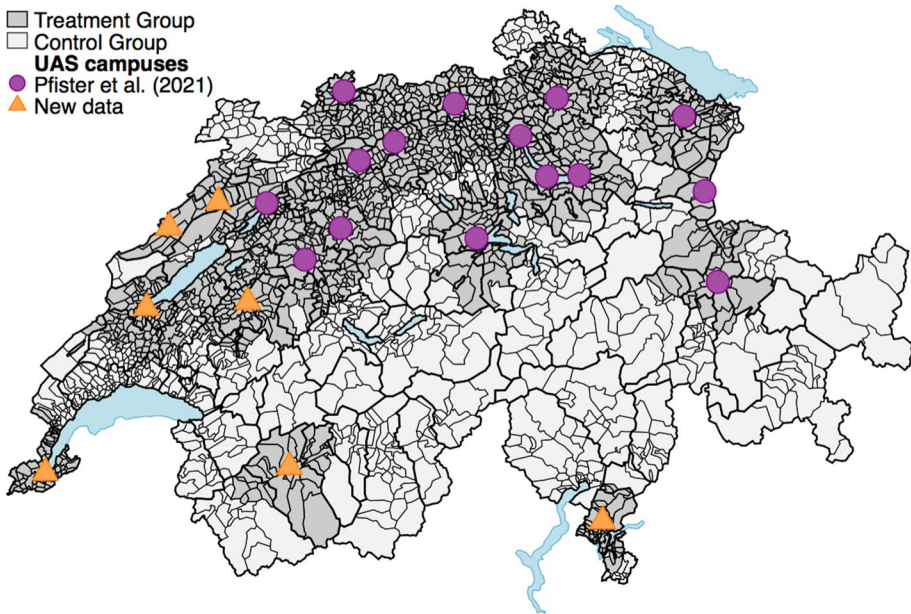 Treatment Group
Control Group
UAS campuses
Pfister et al. (2021)
New data